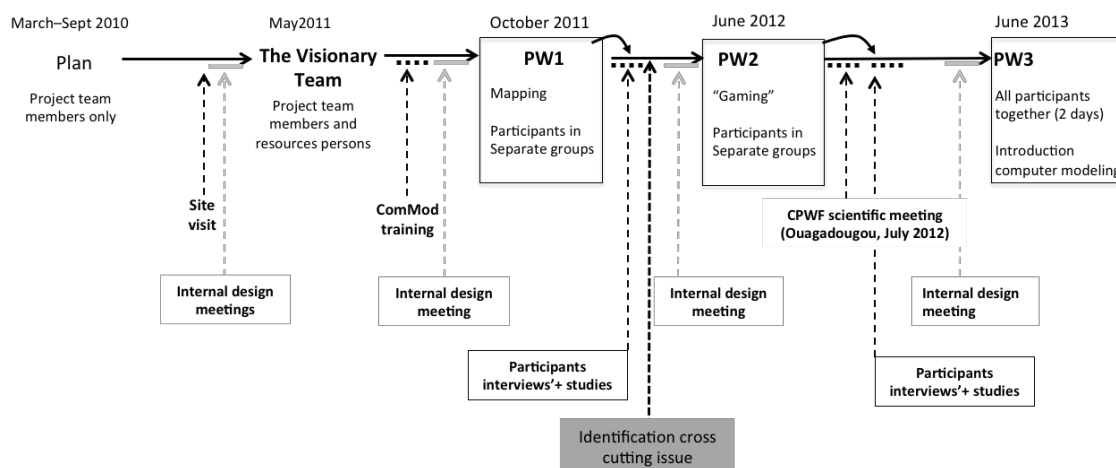 March–Sept 2010
May2011
October 2011
June 2012
June 2013
Plan
Project team
members only
The Visionary
Team
Project team
members and
resources persons
PW1
Mapping
Participants in
Separate groups
PW2
“Gaming”
Participants in
Separate groups
PW3
All participants
together (2 days)
Introduction
computer modeling
Site
visit
ComMod
training
CPWF scientific meeting
(Ouagadougou, July 2012)
Internal design
meetings
Internal design
meeting
Internal design
meeting
Internal design
meeting
Participants
interviews’+ studies
Participants
interviews’+ studies
Identification cross
cutting issue